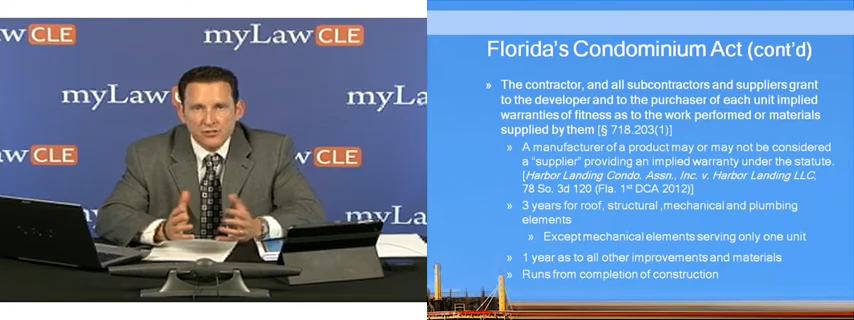 w CLE
myLaw CLE
myLaw C
myLa
w CLE
CLE
myLaw
Florida's Condominium Act (cont'd)
» The contractor, and all subcontractors and suppliers grant
to the developer and to the purchaser of each unit implied
warranties of fitness as to the work performed or materials
supplied by them [§ 718.203(1)]
» A manufacturer of a product may or may not be considered
a "supplier" providing an implied warranty under the statute.
[Harbor Landing Condo. Assn., Inc. v. Harbor Landing LLC,
78 So. 3d 120 (Fla. 1st DCA 2012)]
» 3 years for roof, structural ,mechanical and plumbing
elements
» Except mechanical elements serving only one unit
» 1 year as to all other improvements and materials
» Runs from completion of construction